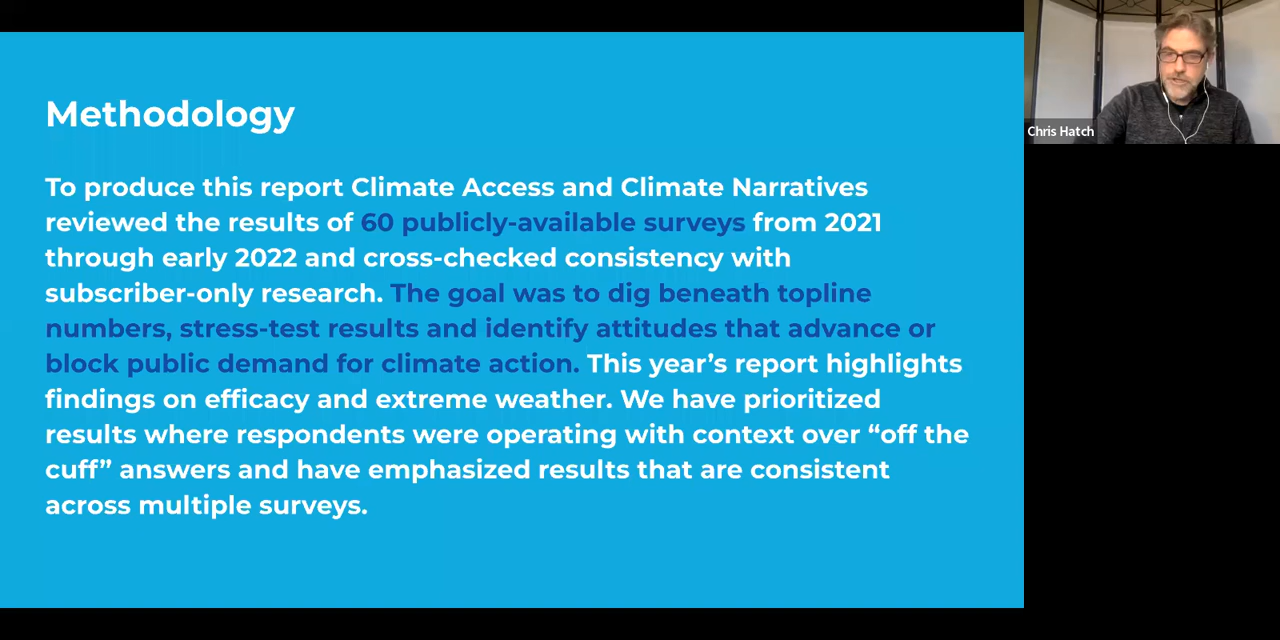 Methodology
To produce this report Climate Access and Climate Narratives
reviewed the results of 60 publicly-available surveys from 2021
through early 2022 and cross-checked consistency with
subscriber-only research. The goal was to dig beneath topline
numbers, stress-test results and identify attitudes that advance or
block public demand for climate action. This year’s report highlights
findings on efficacy and extreme weather. We have prioritized
results where respondents were operating with context over “off the
cuff” answers and have emphasized results that are consistent
across multiple surveys.
Chris Hatch